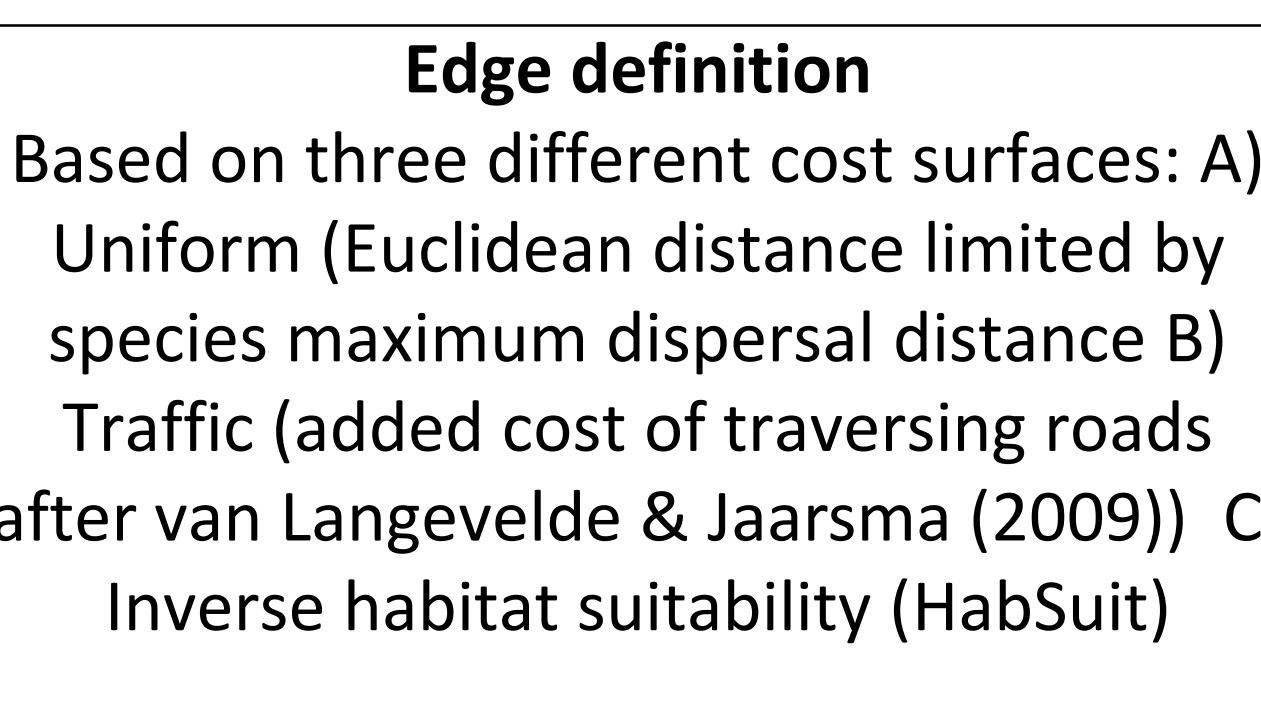 Edge definition
Based on three different cost surfaces: A)
Uniform (Euclidean distance limited by
species maximum dispersal distance B)
Traffic (added cost of traversing roads
after van Langevelde & Jaarsma (2009))  C
Inverse habitat suitability (HabSuit)